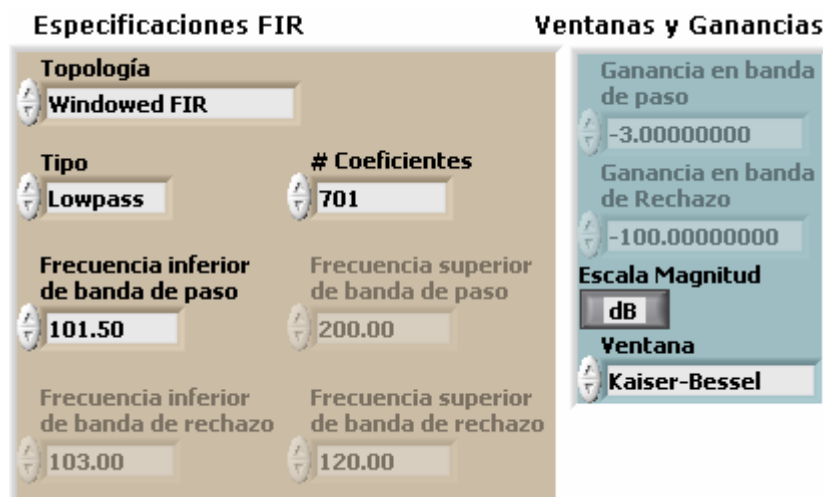 Especificaciones FIR
Topología
Windowed FIR
Tipo
Lowpass
# Coeficientes
701
Frecuencia inferior
de banda de paso
101.50
Frecuencia superior
de banda de paso
200.00
Frecuencia inferior
de banda de rechazo
103.00
Frecuencia superior
de banda de rechazo
120.00
Ventanas y Ganancias
Ganancia en banda
de paso
-3.00000000
Ganancia en banda
de Rechazo
-100.00000000
Escala Magnitud
dB
Ventana
Kaiser-Bessel